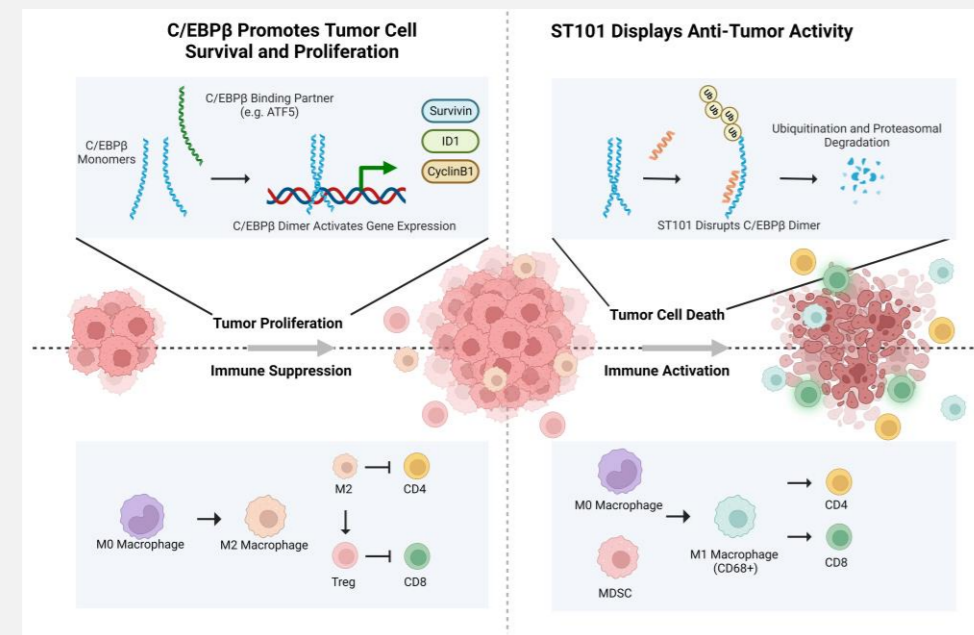 C/EBPβ Promotes Tumor Cell
Survival and Proliferation
C/EBPβ Binding Partner
(e.g. ATF5)
C/EBPβ
Monomers
Survivin
ID1
CyclinB1
C/EBPβ Dimer Activates Gene Expression
Tumor Proliferation
Immune Suppression
M0 Macrophage
M2 Macrophage
M2
CD4
Treg
CD8
ST101 Displays Anti-Tumor Activity
Ub
Ub
Ub
Ub
Ubiquitination and Proteasomal
Degradation
ST101 Disrupts C/EBPβ Dimer
Tumor Cell Death
Immune Activation
M0 Macrophage
MDSC
M1 Macrophage
(CD68+)
CD4
CD8